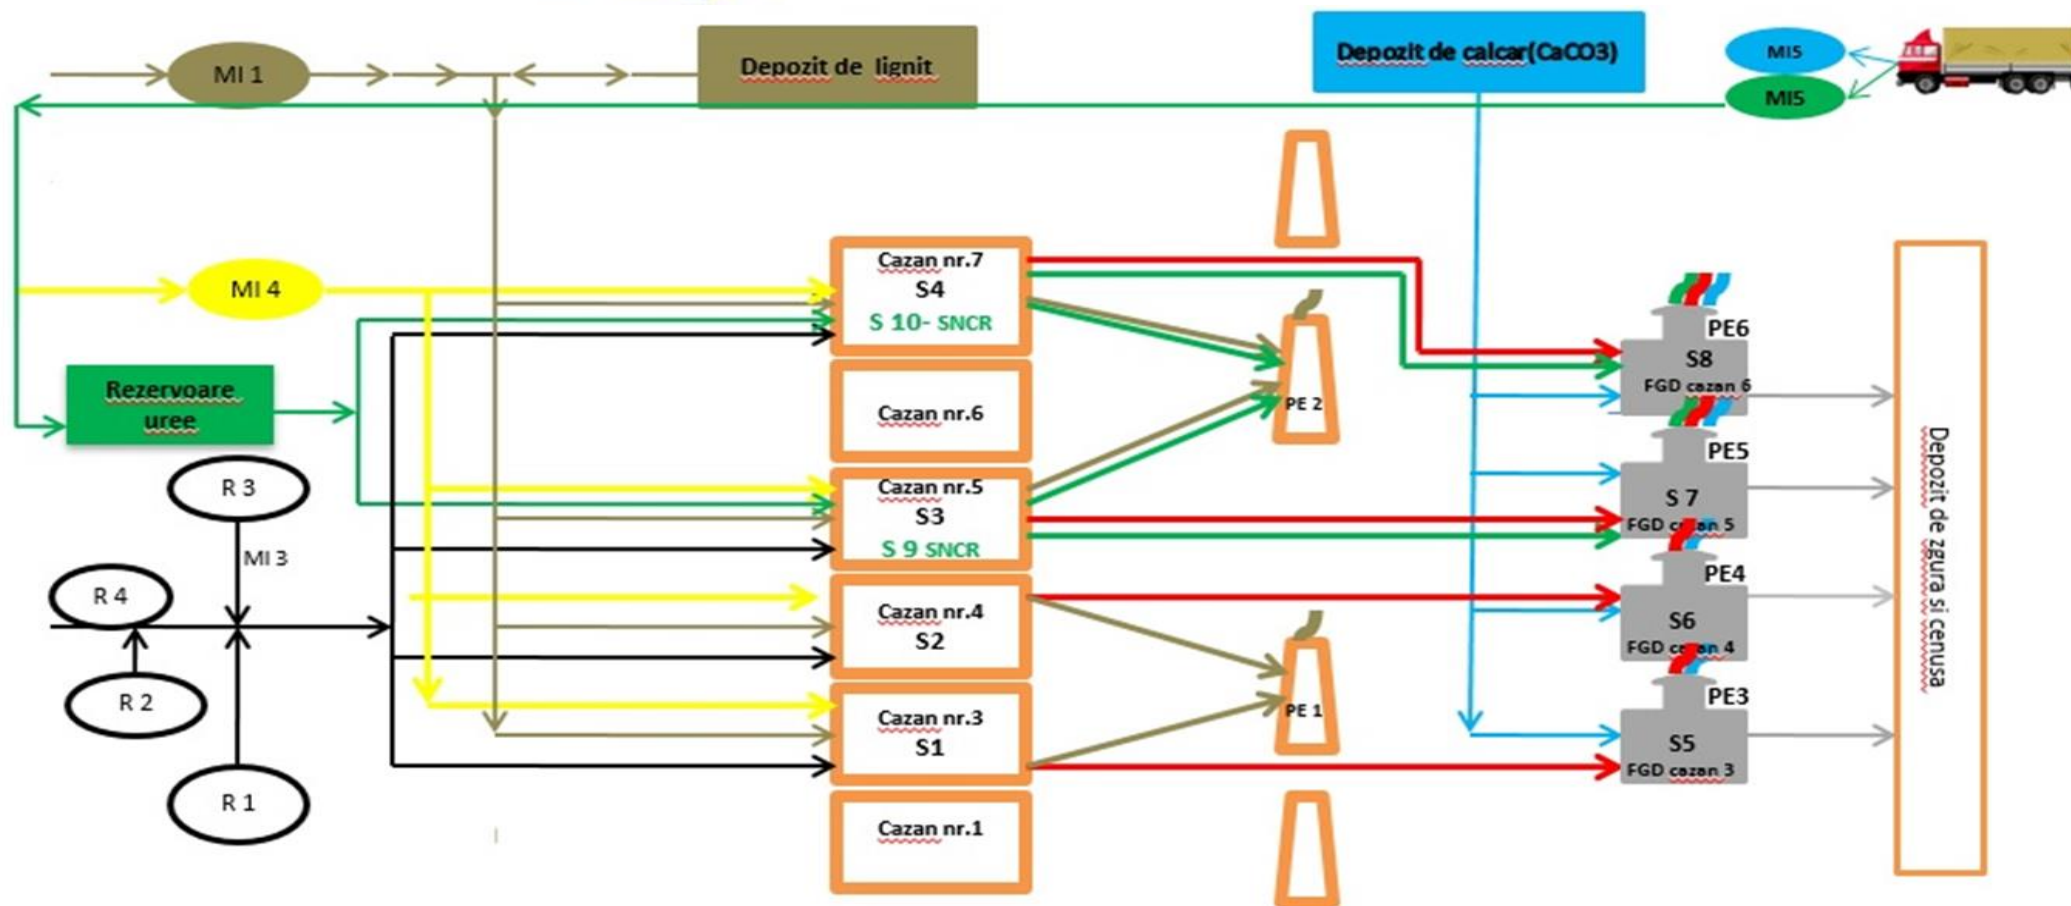 MI 1
Depozit de lignit
Depozit de calcar(CaCO3)
MI5
MI5
Cazan nr.7
S4
S 10- SNCR
MI 4
PE6
S8
FGD cazan 6
Rezervoare
uree
Cazan nr.6
PE 2
PE5
S 7
FGD cazan 5
R 3
MI 3
Cazan nr.5
S3
S 9 SNCR
R 4
Cazan nr.4
S2
PE4
S6
FGD cazan 4
R 2
Cazan nr.3
S1
PE 1
PE3
S5
FGD cazan 3
R 1
Cazan nr.1
Depozit de zgura si cenusa